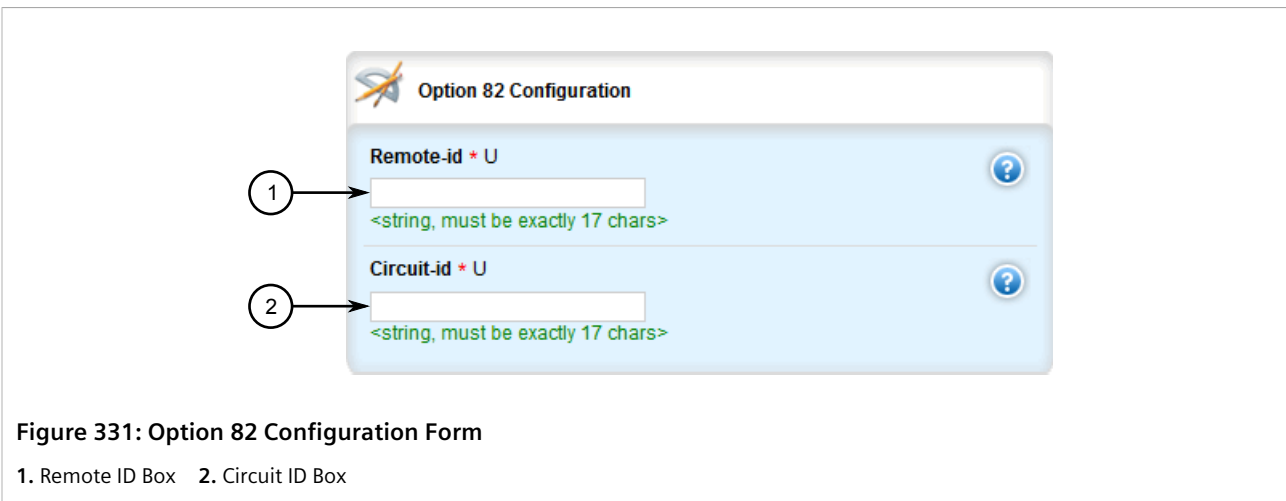 Option 82 Configuration
Remote-id * U
?
1
<string, must be exactly 17 chars>
Circuit-id * U
?
2
<string, must be exactly 17 chars>
Figure 331: Option 82 Configuration Form
1. Remote ID Box 2. Circuit ID Box